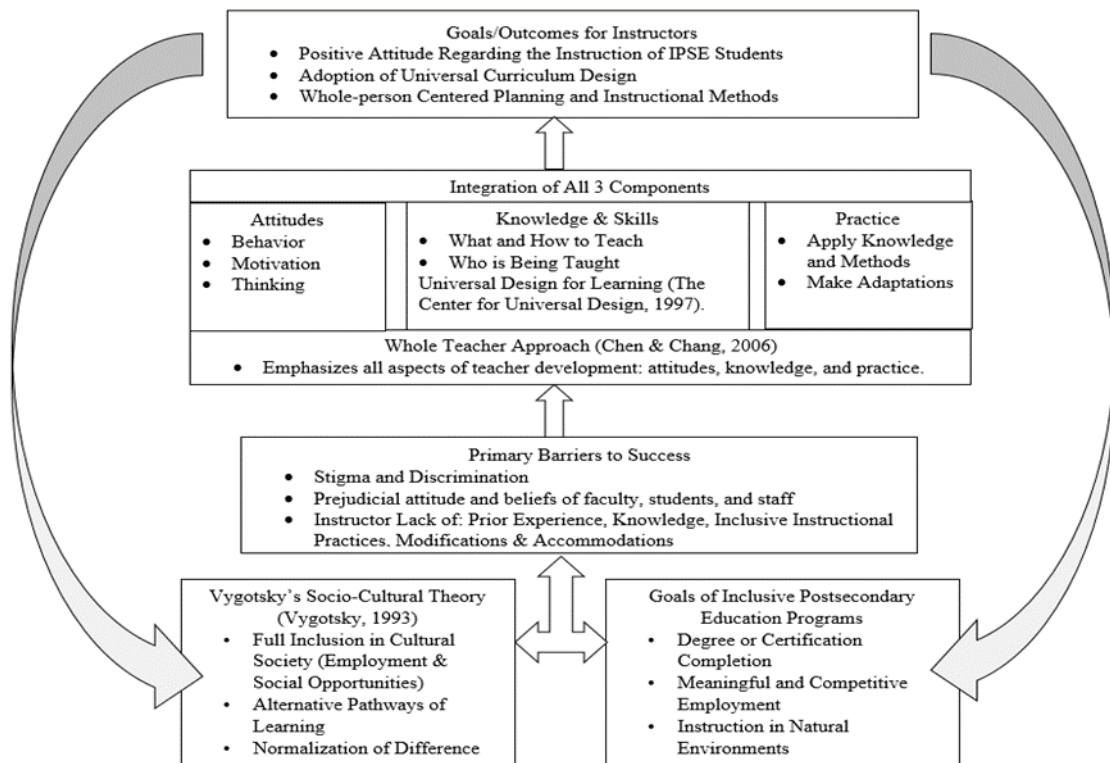 Goals/Outcomes for Instructors
• Positive Attitude Regarding the Instruction of IPSE Students
• Adoption of Universal Curriculum Design
• Whole-person Centered Planning and Instructional Methods
Integration of All 3 Components
Attitudes
• Behavior
• Motivation
• Thinking
Knowledge & Skills
• What and How to Teach
• Who is Being Taught
Universal Design for Learning (The
Center for Universal Design, 1997).
Practice
• Apply Knowledge
and Methods
• Make Adaptations
Whole Teacher Approach (Chen & Chang, 2006)
• Emphasizes all aspects of teacher development: attitudes, knowledge, and practice.
Primary Barriers to Success
• Stigma and Discrimination
• Prejudicial attitude and beliefs of faculty, students, and staff
• Instructor Lack of: Prior Experience, Knowledge, Inclusive Instructional
Practices, Modifications & Accommodations
Vygotsky's Socio-Cultural Theory
(Vygotsky, 1993)
• Full Inclusion in Cultural
Society (Employment &
Social Opportunities)
• Alternative Pathways of
Learning
• Normalization of Difference
Goals of Inclusive Postsecondary
Education Programs
• Degree or Certification
Completion
• Meaningful and Competitive
Employment
• Instruction in Natural
Environments